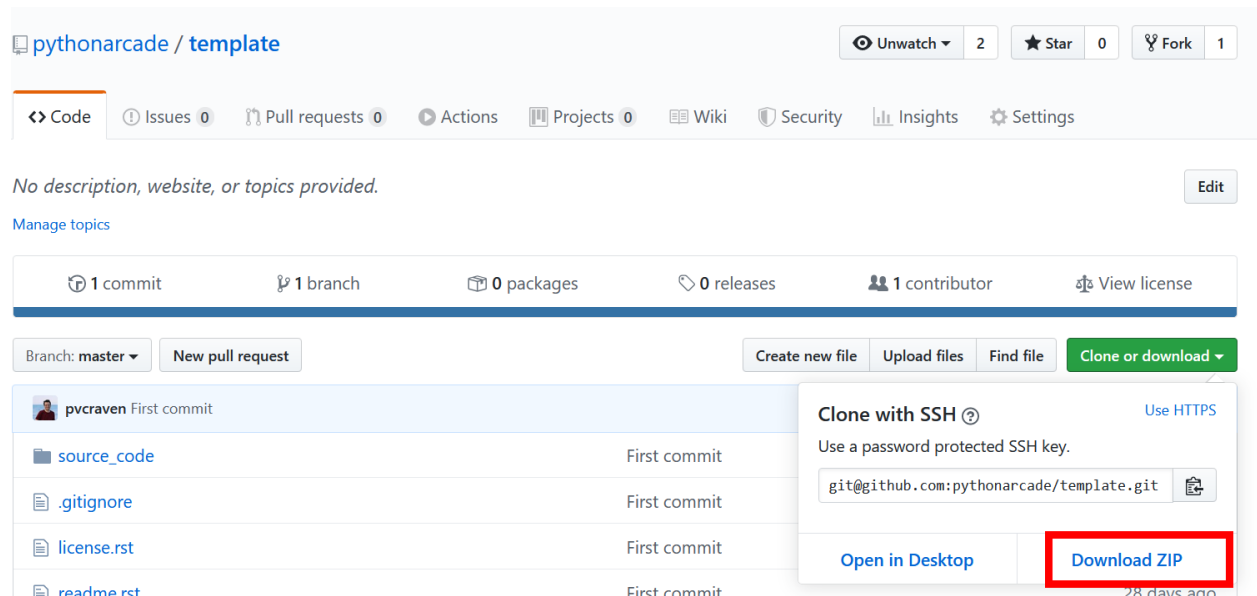 pythonarcade / template
Unwatch 2 Star 0 Fork 1
Code Issues 0 Pull requests 0 Actions Projects 0 Wiki Security Insights Settings
No description, website, or topics provided.
Edit
Manage topics
1 commit 1 branch 0 packages 0 releases 1 contributor View license
Branch: master New pull request Create new file Upload files Find file Clone or download
pvcraven First commit
source_code First commit
.gitignore First commit
license.rst First commit
readme.rst First commit 28 days ago
Clone with SSH ?
Use HTTPS
Use a password protected SSH key.
git@github.com:pythonarcade/template.git
Open in Desktop Download ZIP